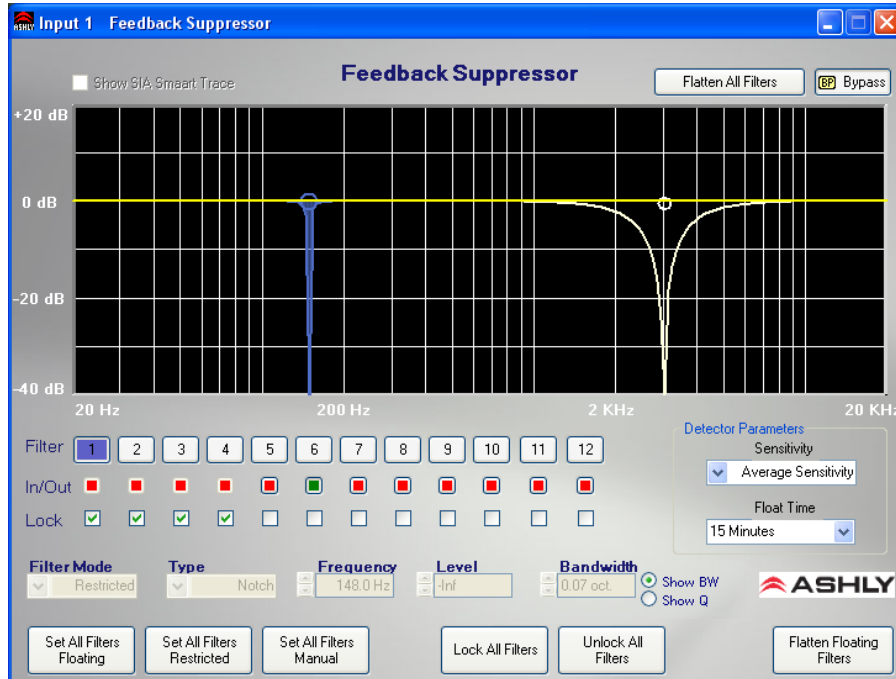 ASHLY Input 1 Feedback Suppressor
Show SIA Smaart Trace
Feedback Suppressor
Flatten All Filters
BP Bypass
+20 dB
0 dB
-20 dB
-40 dB
20 Hz 200 Hz 2 KHz 20 KHz
Filter 1 2 3 4 5 6 7 8 9 10 11 12
In/Out
Lock
Detector Parameters
Sensitivity
Average Sensitivity
Float Time
15 Minutes
Filter Mode Type Frequency Level Bandwidth
Restricted Notch 148.0 Hz -Inf 0.07 oct.
Show BW
Show Q
ASHLY
Set All Filters
Floating
Set All Filters
Restricted
Set All Filters
Manual
Lock All Filters
Unlock All
Filters
Flatten Floating
Filters